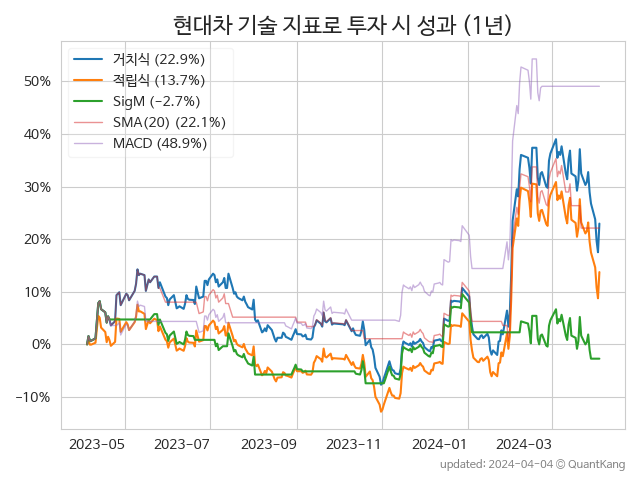 현대차 기술 지표로 투자 시 성과 (1년)
거치식 (22.9%)
적립식 (13.7%)
SigM (−2.7%)
SMA(20) (22.1%)
MACD (48.9%)
50%
40%
30%
20%
10%
0%
−10%
2023-05 2023-07 2023-09 2023-11 2024-01 2024-03
updated: 2024-04-04 © QuantKang